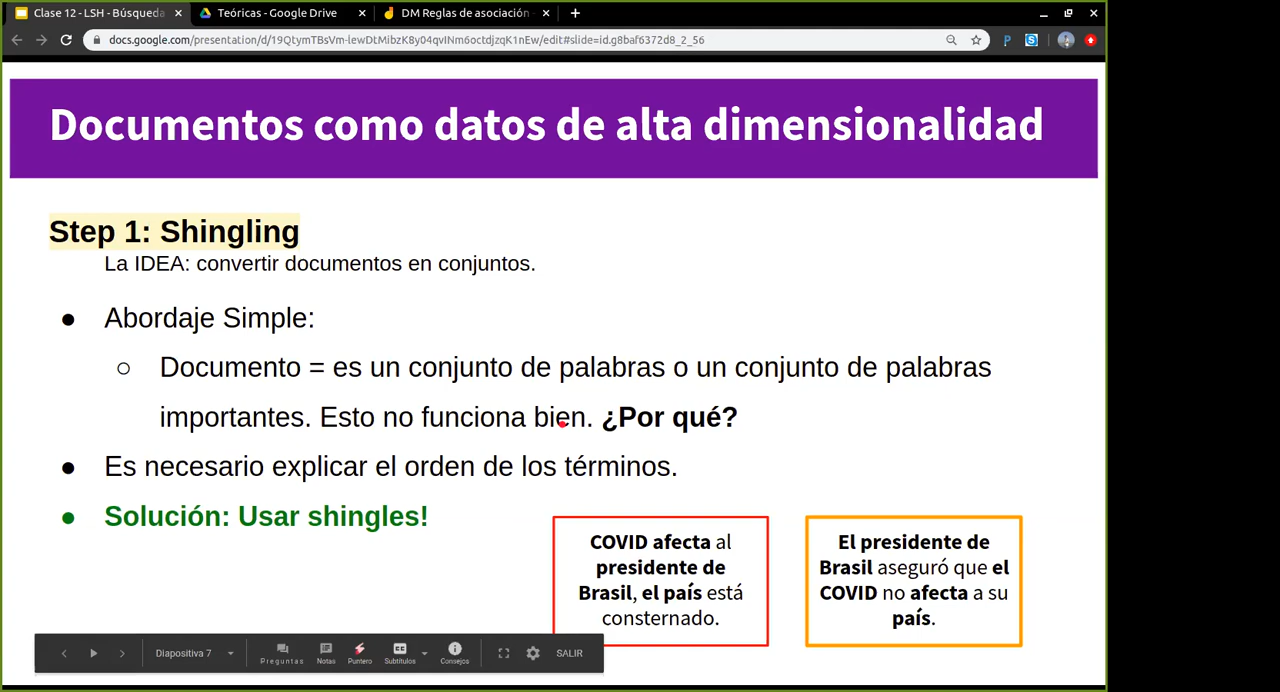 Clase 12 - LSH - Búsqueda
Teóricas - Google Drive
DM Reglas de asociación
docs.google.com/presentation/d/19QtymTBsVm-lewDtMibzK8y04qvINm6octdjzqK1nEw/edit#slide=id.g8baf6372d8_2_56
Documentos como datos de alta dimensionalidad
Step 1: Shingling
La IDEA: convertir documentos en conjuntos.
● Abordaje Simple:
○ Documento = es un conjunto de palabras o un conjunto de palabras
importantes. Esto no funciona bien. ¿Por qué?
● Es necesario explicar el orden de los términos.
● Solución: Usar shingles!
COVID afecta al
presidente de
Brasil, el país está
consternado.
El presidente de
Brasil aseguró que el
COVID no afecta a su
país.
Diapositiva 7
Preguntas
Notas
Puntero
Subtítulos
Consejos
SALIR